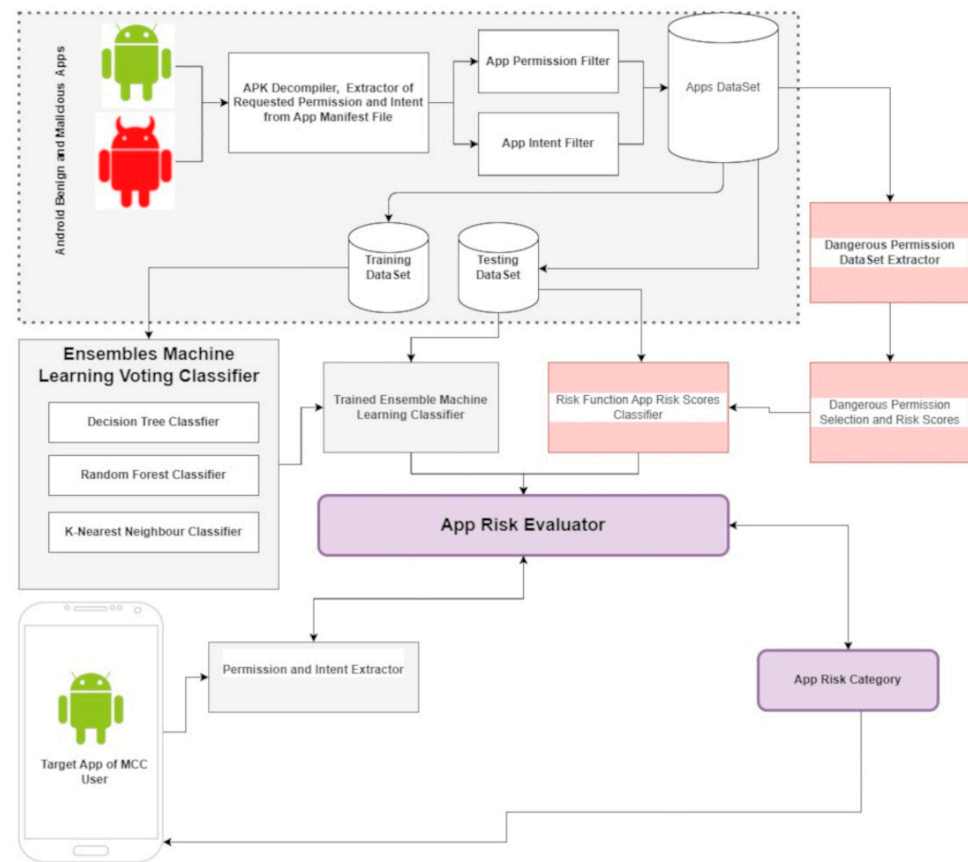 Android Benign and Malicious Apps
APK Decompiler, Extractor of
Requested Permission and Intent
from App Manifest File
App Permission Filter
App Intent Filter
Apps DataSet
Training
DataSet
Testing
DataSet
Dangerous Permission
DataSet Extractor
Ensembles Machine
Learning Voting Classifier
Decision Tree Classfier
Random Forest Classifier
K-Nearest Neighbour Classifier
Trained Ensemble Machine
Learning Classifier
Risk Function App Risk Scores
Classifier
Dangerous Permission
Selection and Risk Scores
App Risk Evaluator
Permission and Intent Extractor
App Risk Category
Target App of MCC
User